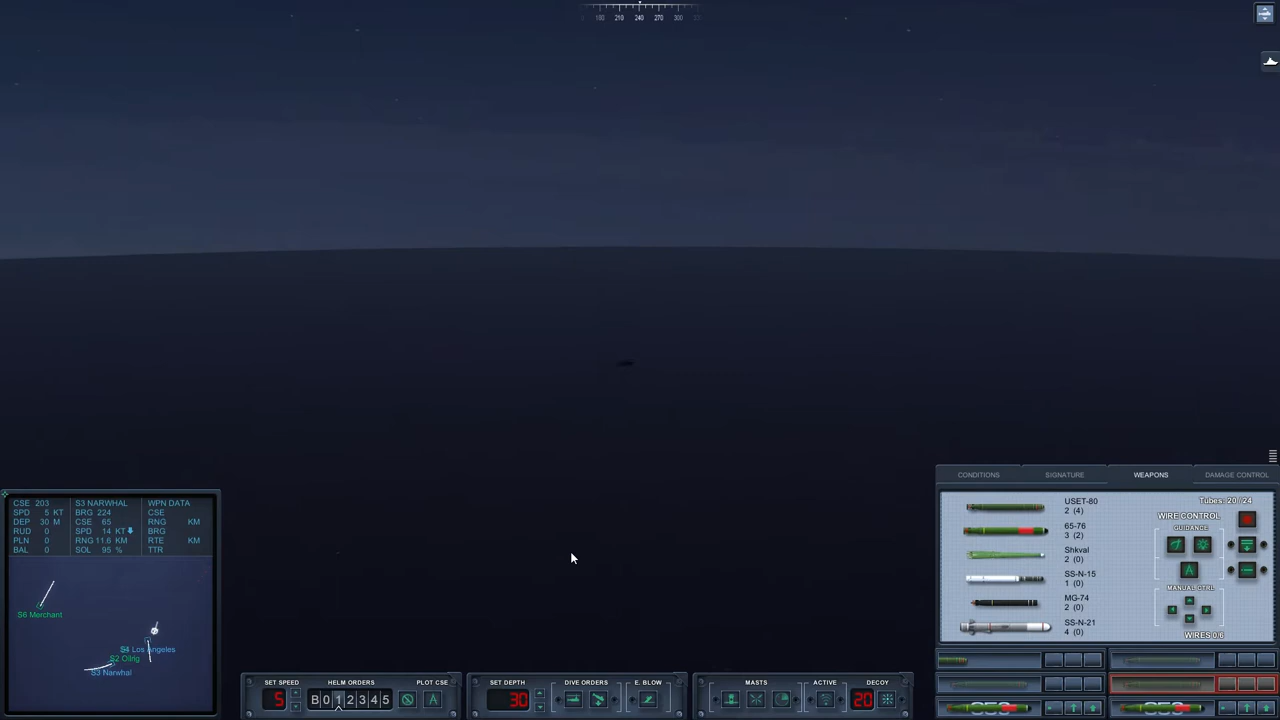 180 210 240 270 300
CONDITIONS SIGNATURE WEAPONS DAMAGE CONTROL
CSE 203
SPD 5 KT
DEP 30 M
RUD 0
PLN 0
BAL 0
S3 NARWHAL
BRG 224
CSE 65
SPD 14 KT
RNG 11.6 KM
SOL 95 %
WPN DATA
CSE
RNG KM
BRG
RTE KM
TTR
S6 Merchant
S4 Los Angeles
S2 Oilrig
S3 Narwhal
SET SPEED HELM ORDERS PLOT CSE
5 B 0 1 2 3 4 5 A
SET DEPTH DIVE ORDERS E. BLOW
30
MASTS ACTIVE DECOY
20
USET-80
2 (4)
65-76
3 (2)
Shkval
2 (0)
SS-N-15
1 (0)
MG-74
2 (0)
SS-N-21
4 (0)
Tubes: 20 / 24
WIRE CONTROL
GUIDANCE
A
MANUAL CTRL
WIRES 0/6